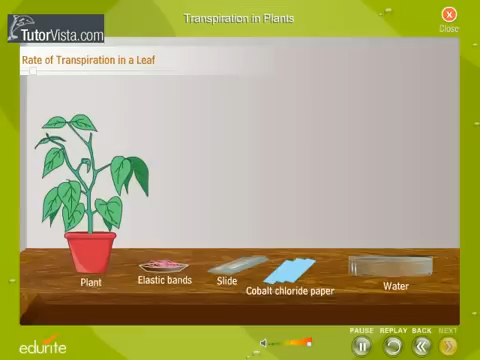 Transpiration in Plants
Close
TutorVista.com
Rate of Transpiration in a Leaf
Plant
Elastic bands
Slide
Cobalt chloride paper
Water
PAUSE REPLAY BACK NEXT
edurite